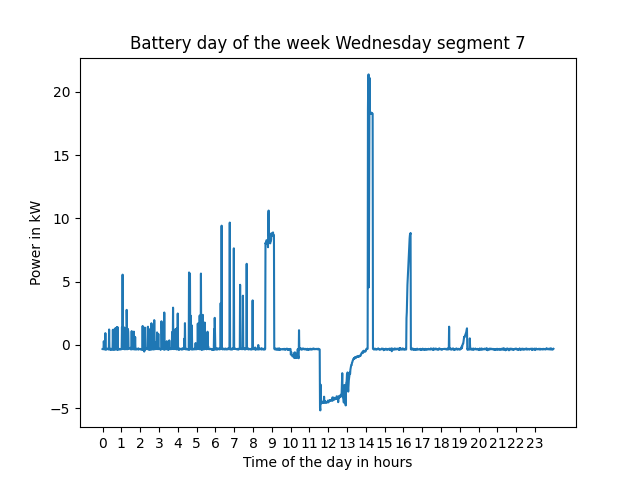 Battery day of the week Wednesday segment 7
Power in kW
20
15
10
5
0
−5
0 1 2 3 4 5 6 7 8 9 10 11 12 13 14 15 16 17 18 19 20 21 22 23
Time of the day in hours